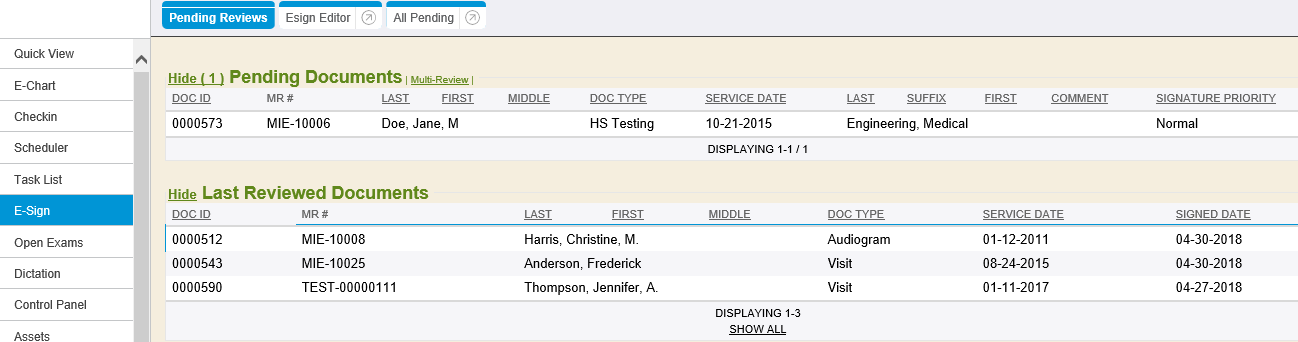 Pending Reviews Esign Editor All Pending
Quick View
E-Chart
Checkin
Scheduler
Task List
E-Sign
Open Exams
Dictation
Control Panel
Assets
Hide ( 1 ) Pending Documents | Multi-Review |
DOC ID MR # LAST FIRST MIDDLE DOC TYPE SERVICE DATE LAST SUFFIX FIRST COMMENT SIGNATURE PRIORITY
0000573 MIE-10006 Doe, Jane, M HS Testing 10-21-2015 Engineering, Medical Normal
DISPLAYING 1-1 / 1
Hide Last Reviewed Documents
DOC ID MR # LAST FIRST MIDDLE DOC TYPE SERVICE DATE SIGNED DATE
0000512 MIE-10008 Harris, Christine, M. Audiogram 01-12-2011 04-30-2018
0000543 MIE-10025 Anderson, Frederick Visit 08-24-2015 04-30-2018
0000590 TEST-00000111 Thompson, Jennifer, A. Visit 01-11-2017 04-27-2018
DISPLAYING 1-3
SHOW ALL